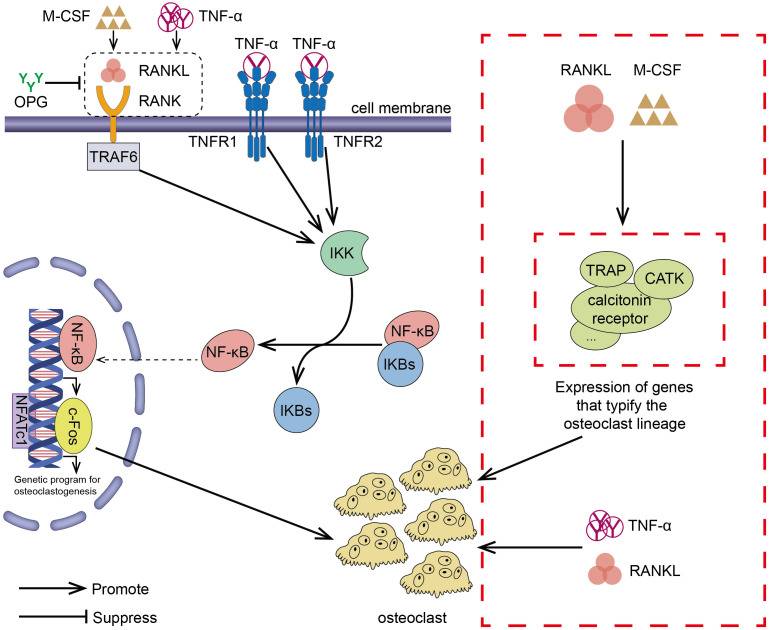 M-CSF
TNF-α
RANKL
RANK
OPG
TRAF6
TNF-α
TNF-α
cell membrane
TNFR1
TNFR2
IKK
NF-κB
IKBs
NF-κB
IKBs
NF-κB
c-Fos
NFATc1
Genetic program for
osteoclastogenesis
RANKL
M-CSF
TRAP
CATK
calcitonin
receptor
...
Expression of genes
that typify the
osteoclast lineage
TNF-α
RANKL
osteoclast
Promote
Suppress